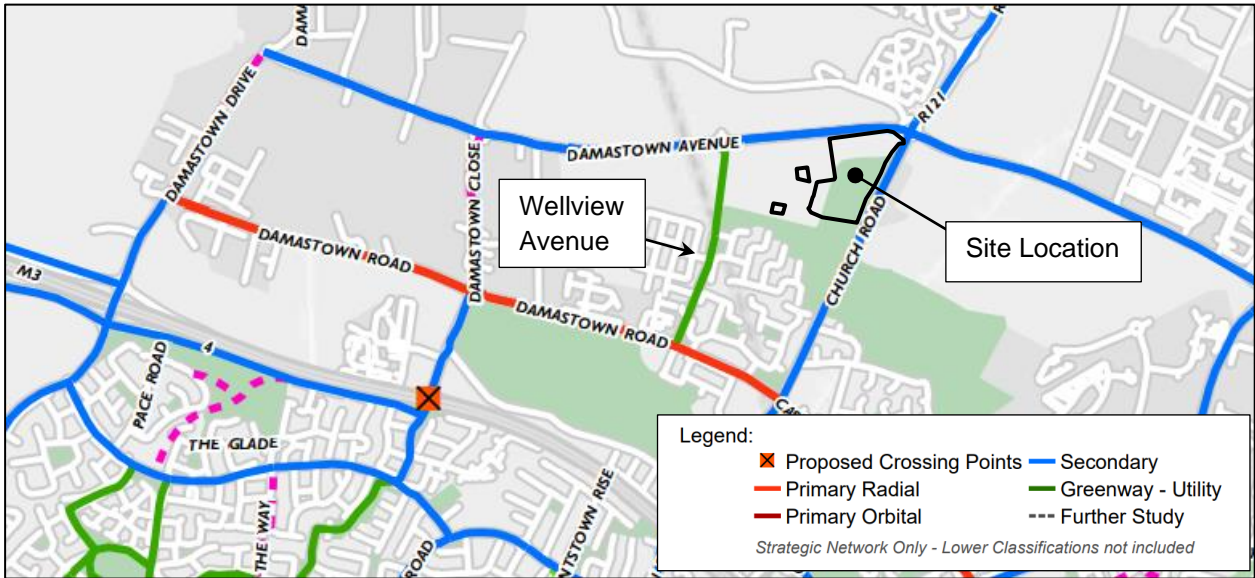 DAMASTOWN DRIVE
R121
DAMASTOWN AVENUE
DAMASTOWN CLOSE
Wellview
Avenue
Site Location
CHURCH ROAD
DAMASTOWN ROAD
DAMASTOWN ROAD
M3
4
PACE ROAD
THE GLADE
THE WAY
ROAD
Legend:
Proposed Crossing Points
Secondary
Primary Radial
Greenway - Utility
Primary Orbital
Further Study
Strategic Network Only - Lower Classifications not included